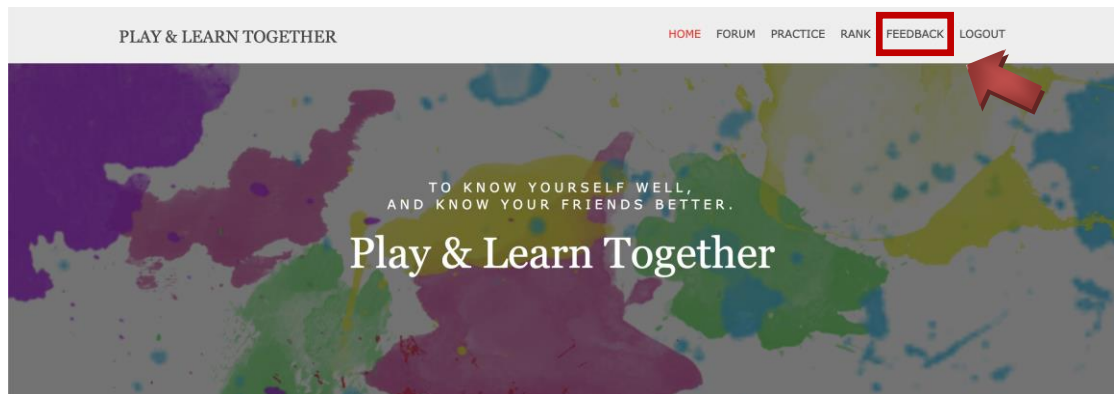 PLAY & LEARN TOGETHER
HOME FORUM PRACTICE RANK FEEDBACK LOGOUT
TO KNOW YOURSELF WELL,
AND KNOW YOUR FRIENDS BETTER.
Play & Learn Together